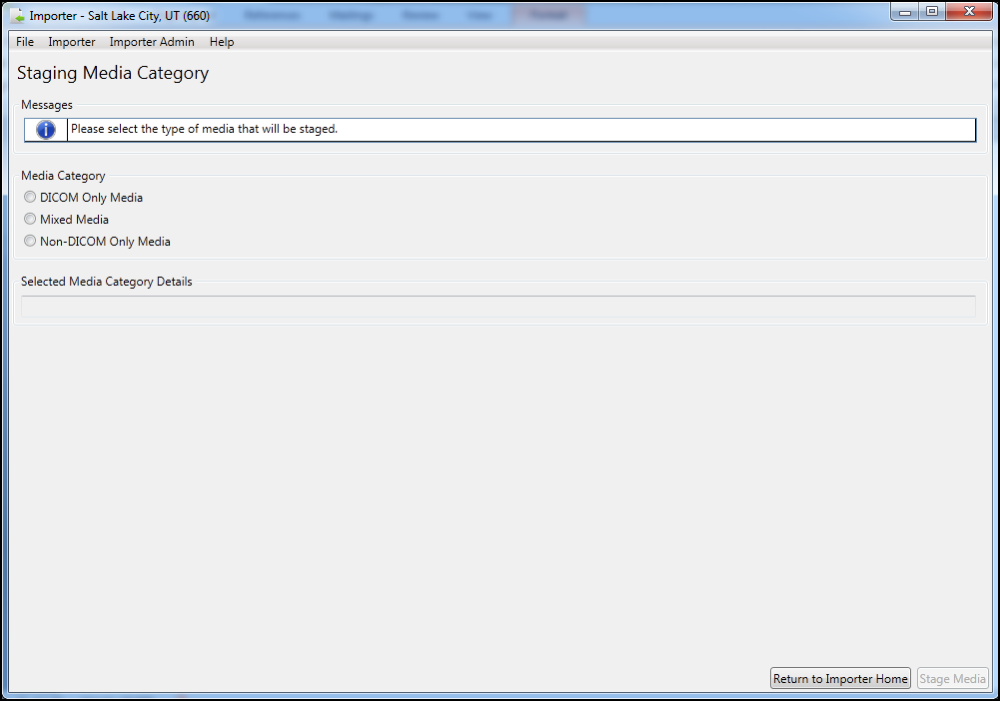 Importer - Salt Lake City, UT (660)
File Importer Importer Admin Help
Staging Media Category
Messages
Please select the type of media that will be staged.
Media Category
DICOM Only Media
Mixed Media
Non-DICOM Only Media
Selected Media Category Details
Return to Importer Home Stage Media